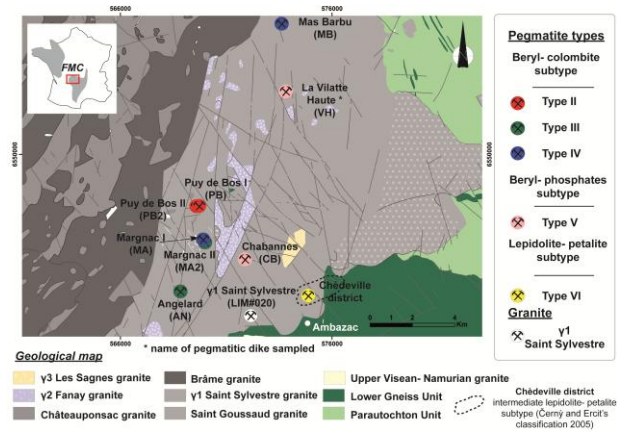 566000
576000
FMC
Mas Barbu
(MB)
La Vilatte
Haute *
(VH)
6550000
6550000
Puy de Bos I
(PB)
Puy de Bos II
(PB2)
Margnac I
(MA)
Margnac II
(MA2)
Chabannes
(CB)
Angelard
(AN)
γ1 Saint Sylvestre
(LIM#020)
Chèdeville
district
Ambazac
0 2 4
Km
566000
576000
* name of pegmatitic dike sampled
Pegmatite types
Beryl- colombite
subtype
Type II
Type III
Type IV
Beryl-phosphates
subtype
Type V
Lepidolite- petalite
subtype
Type VI
Granite
γ1
Saint Sylvestre
Geological map
γ3 Les Sagnes granite
γ2 Fanay granite
Châteauponsac granite
Brâme granite
γ1 Saint Sylvestre granite
Saint Goussaud granite
Upper Visean- Namurian granite
Lower Gneiss Unit
Parautochton Unit
Chèdeville district
intermediate lepidolite- petalite
subtype (Černý and Ercit's
classification 2005)